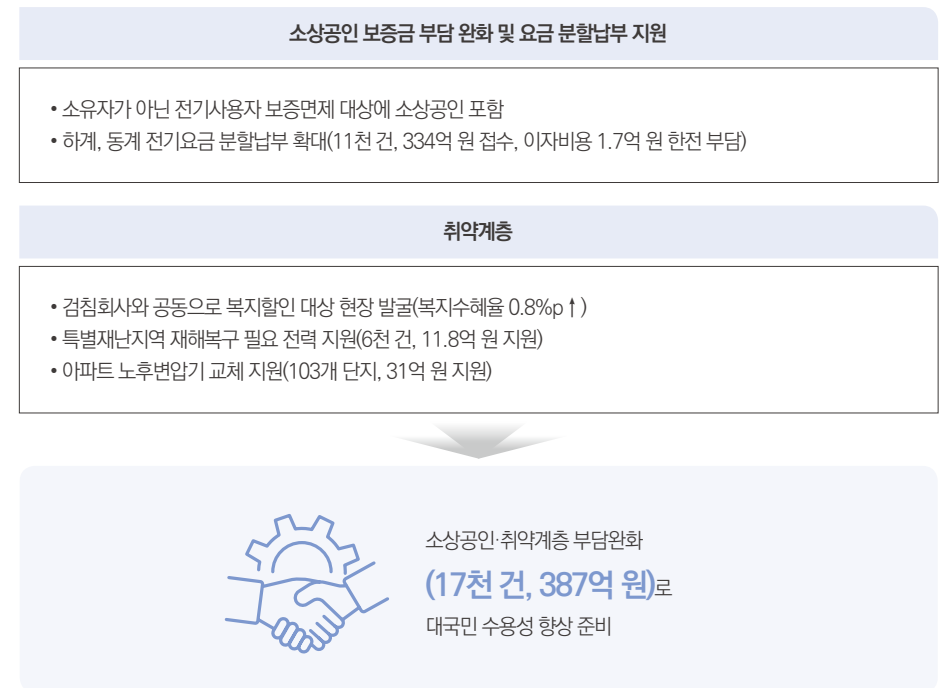 소상공인 보증금 부담 완화 및 요금 분할납부 지원
• 소유자가 아닌 전기사용자 보증면제 대상에 소상공인 포함
• 하계, 동계 전기요금 분할납부 확대(11천 건, 334억 원 접수, 이자비용 1.7억 원 한전 부담)
취약계층
• 검침회사와 공동으로 복지할인 대상 현장 발굴(복지수혜율 0.8%p↑)
• 특별재난지역 재해복구 필요 전력 지원(6천 건, 11.8억 원 지원)
• 아파트 노후변압기 교체 지원(103개 단지, 31억 원 지원)
소상공인·취약계층 부담완화
(17천 건, 387억 원)로
대국민 수용성 향상 준비